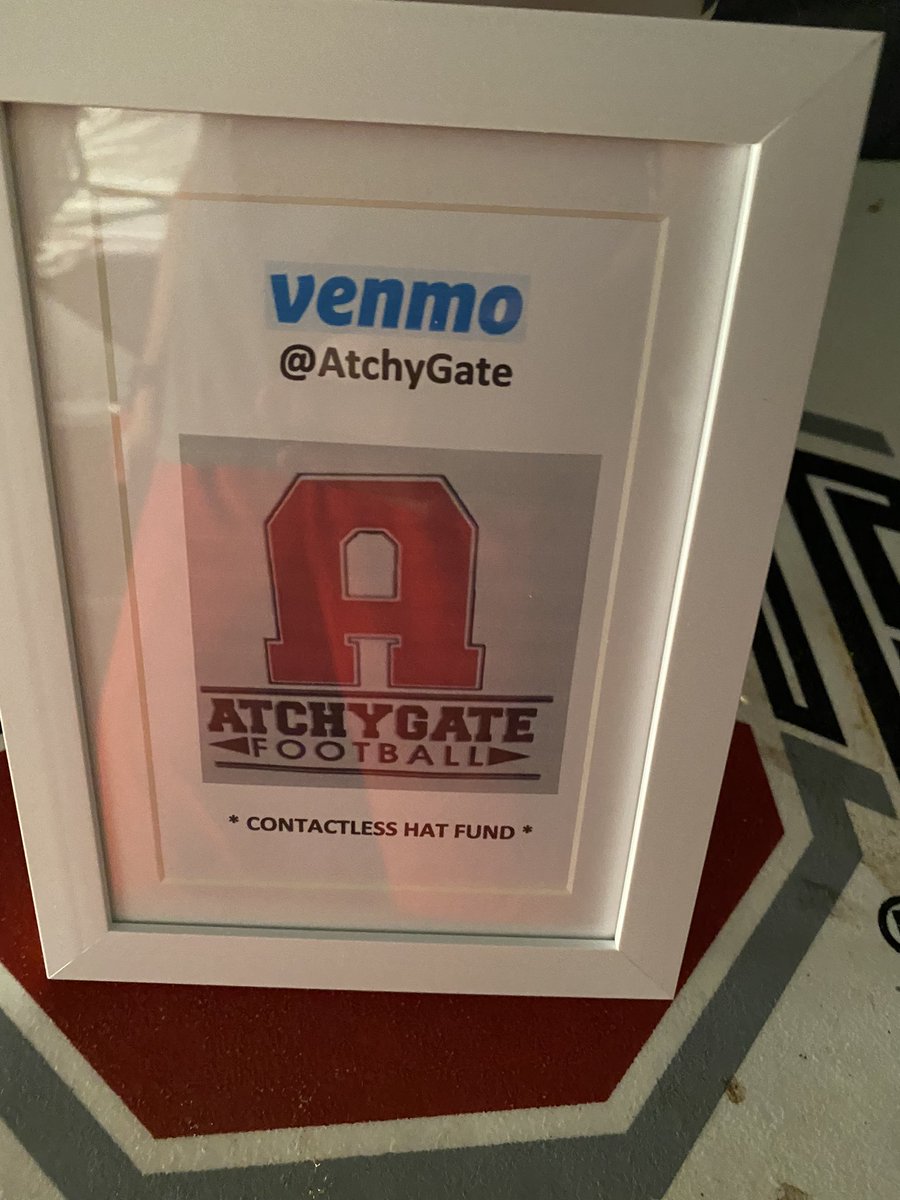 venmo
@AtchyGate
A
ATCHYGATE
FOOTBALL
* CONTACTLESS HAT FUND *